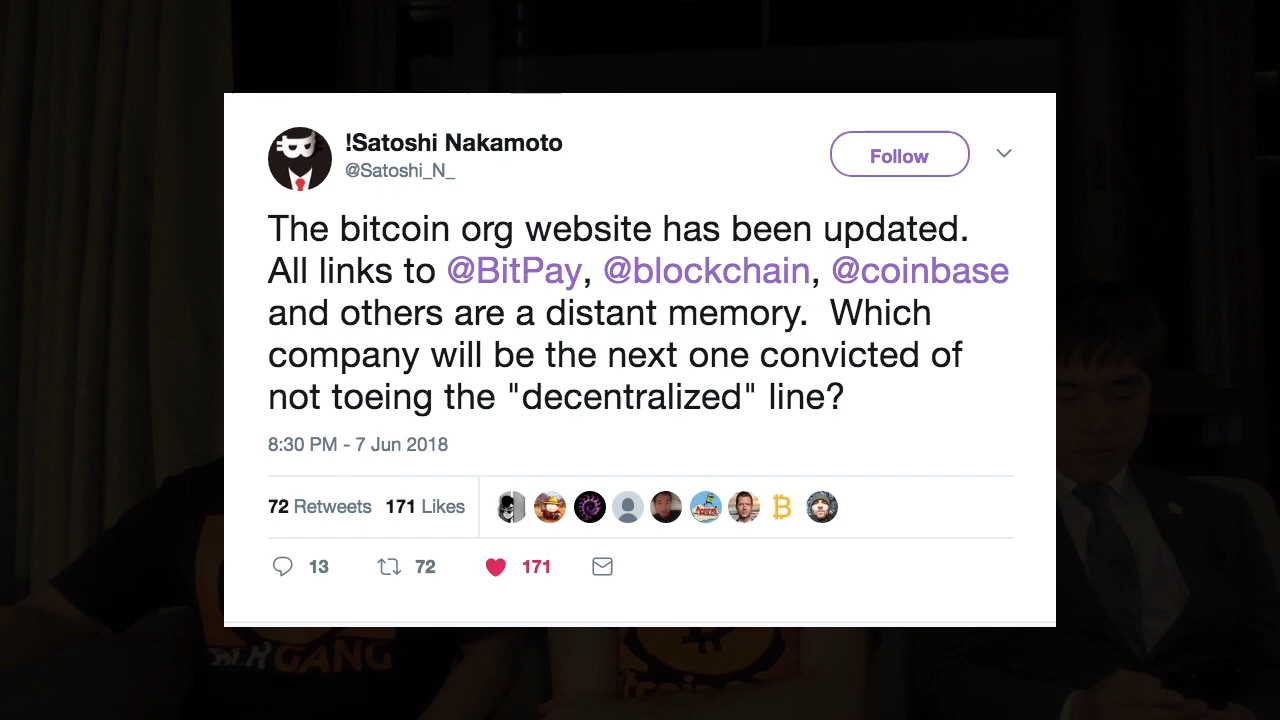 !Satoshi Nakamoto
@Satoshi_N_
Follow
The bitcoin org website has been updated.
All links to @BitPay, @blockchain, @coinbase
and others are a distant memory.  Which
company will be the next one convicted of
not toeing the "decentralized" line?
8:30 PM - 7 Jun 2018
72 Retweets 171 Likes
13 72 171
GANG